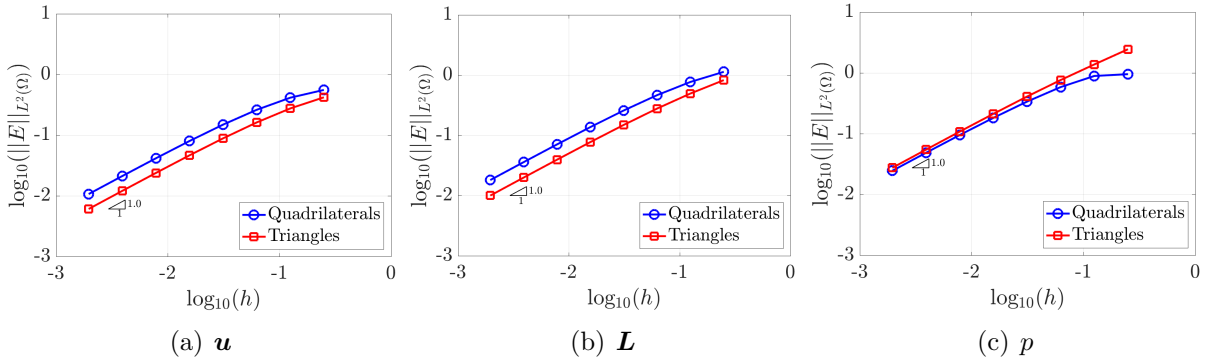 1
0
-1
-2
-3
log10(||E||L2(Ω))
1.0
1
Quadrilaterals
Triangles
-3 -2 -1 0
log10(h)
(a) u
1
0
-1
-2
-3
log10(||E||L2(Ω))
1.0
1
Quadrilaterals
Triangles
-3 -2 -1 0
log10(h)
(b) L
1
0
-1
-2
-3
log10(||E||L2(Ω))
1.0
1
Quadrilaterals
Triangles
-3 -2 -1 0
log10(h)
(c) p